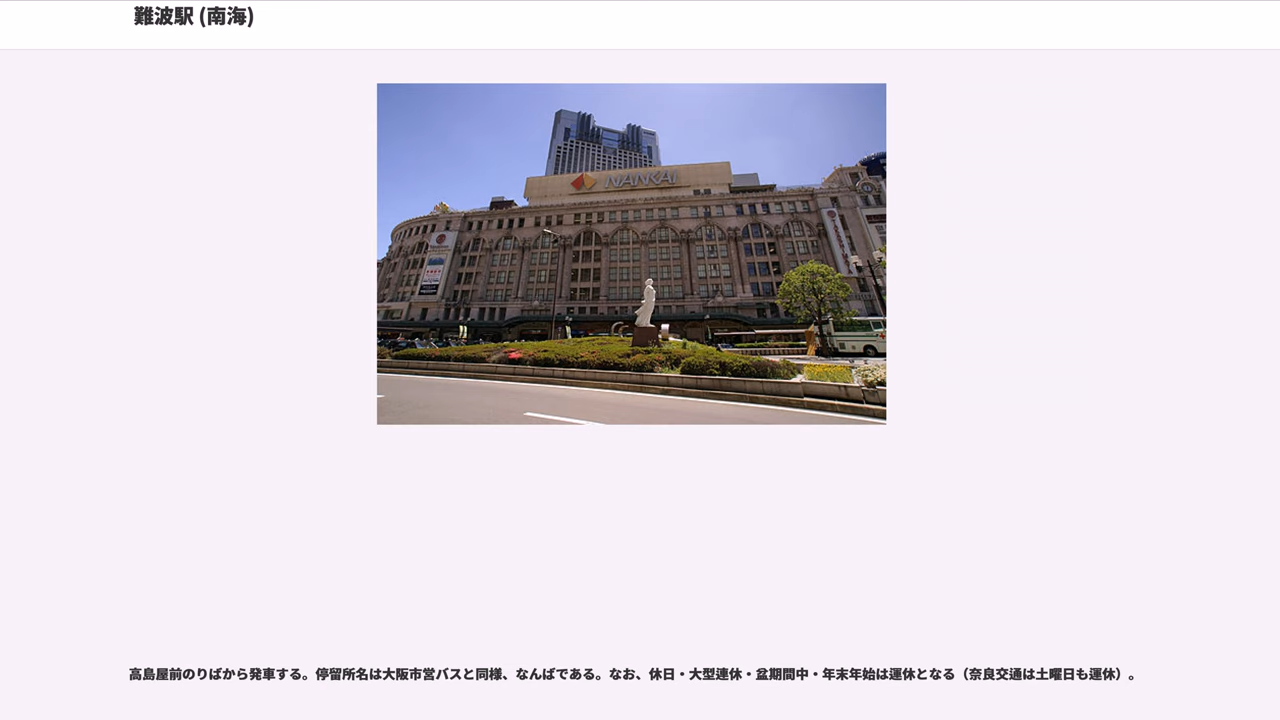 難波駅 (南海)
NANKAI
高島屋前のりばから発車する。停留所名は大阪市営バスと同様、なんばである。なお、休日・大型連休・盆期間中・年末年始は運休となる（奈良交通は土曜日も運休）。